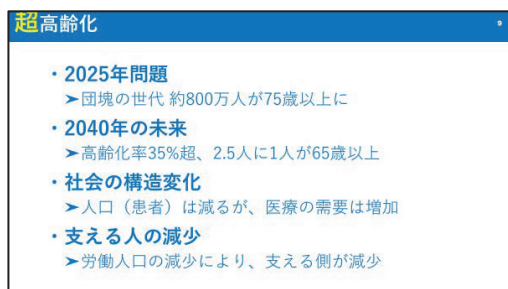 超高齢化
9
・2025年問題
➤団塊の世代 約800万人が75歳以上に
・2040年の未来
➤高齢化率35%超、2.5人に1人が65歳以上
・社会の構造変化
➤人口（患者）は減るが、医療の需要は増加
・支える人の減少
➤労働人口の減少により、支える側が減少